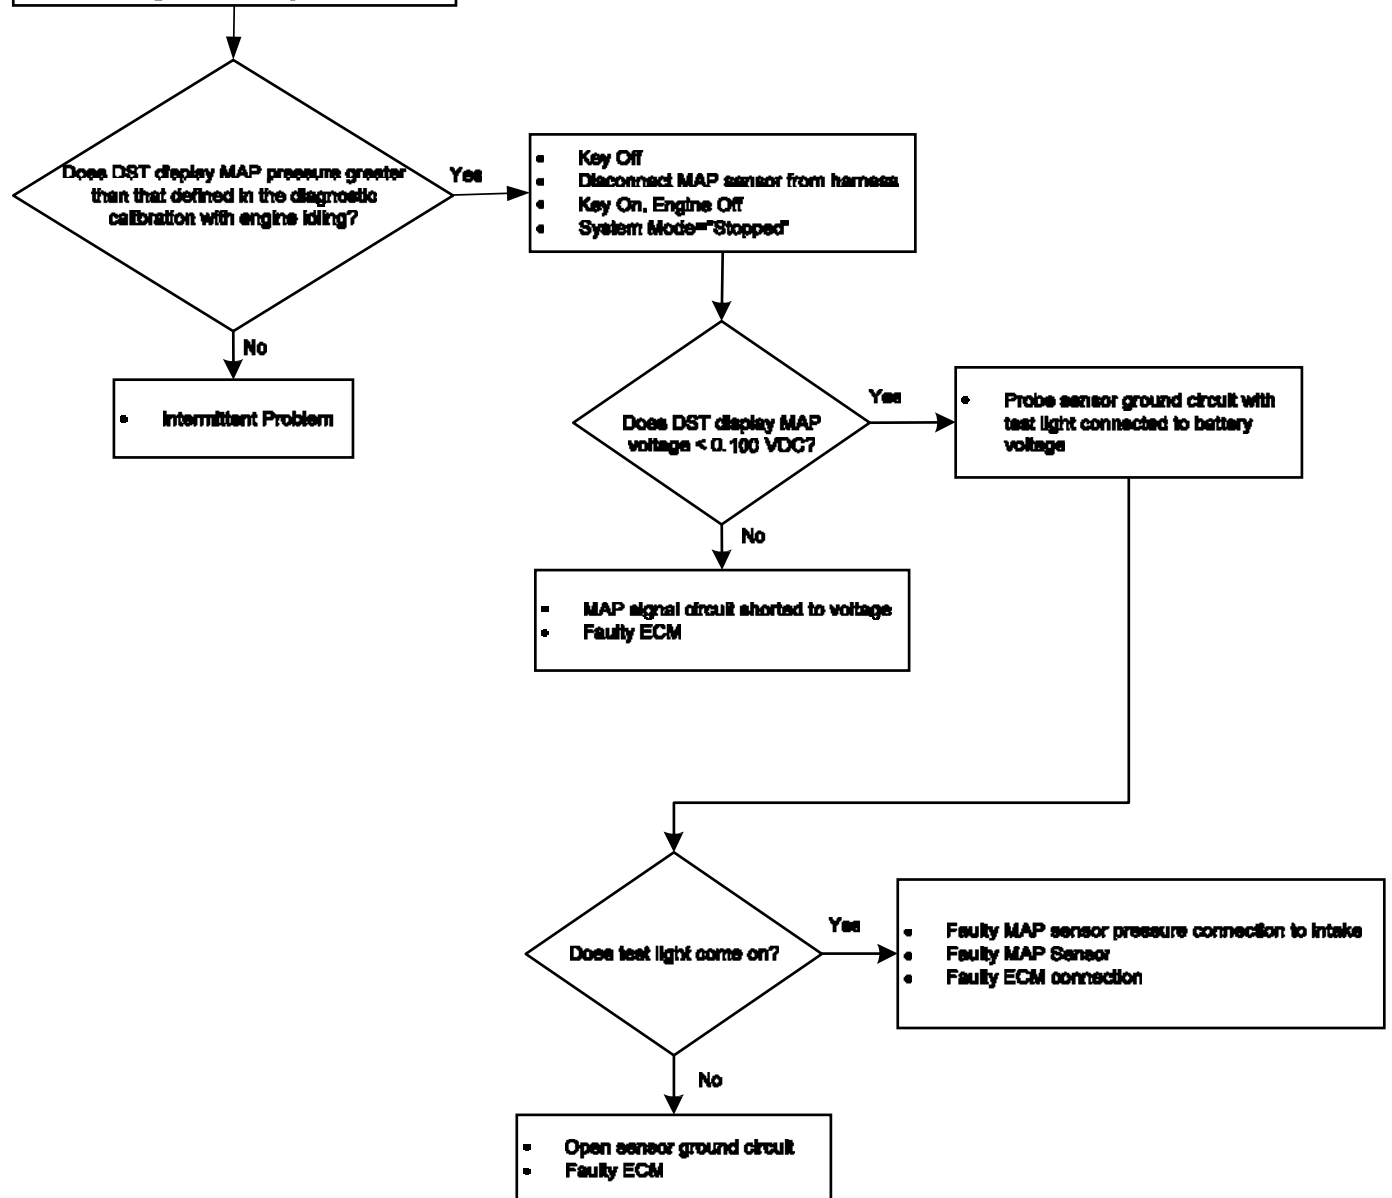 Does DST display MAP pressure greater
than that defined in the diagnostic
calibration with engine idling?
Yes
• Key Off
• Disconnect MAP sensor from harness
• Key On, Engine Off
• System Mode="Stopped"
No
• Intermittent Problem
Does DST display MAP
voltage < 0.100 VDC?
Yes
• Probe sensor ground circuit with
test light connected to battery
voltage
No
• MAP signal circuit shorted to voltage
• Faulty ECM
Does test light come on?
Yes
• Faulty MAP sensor pressure connection to intake
• Faulty MAP Sensor
• Faulty ECM connection
No
• Open sensor ground circuit
• Faulty ECM